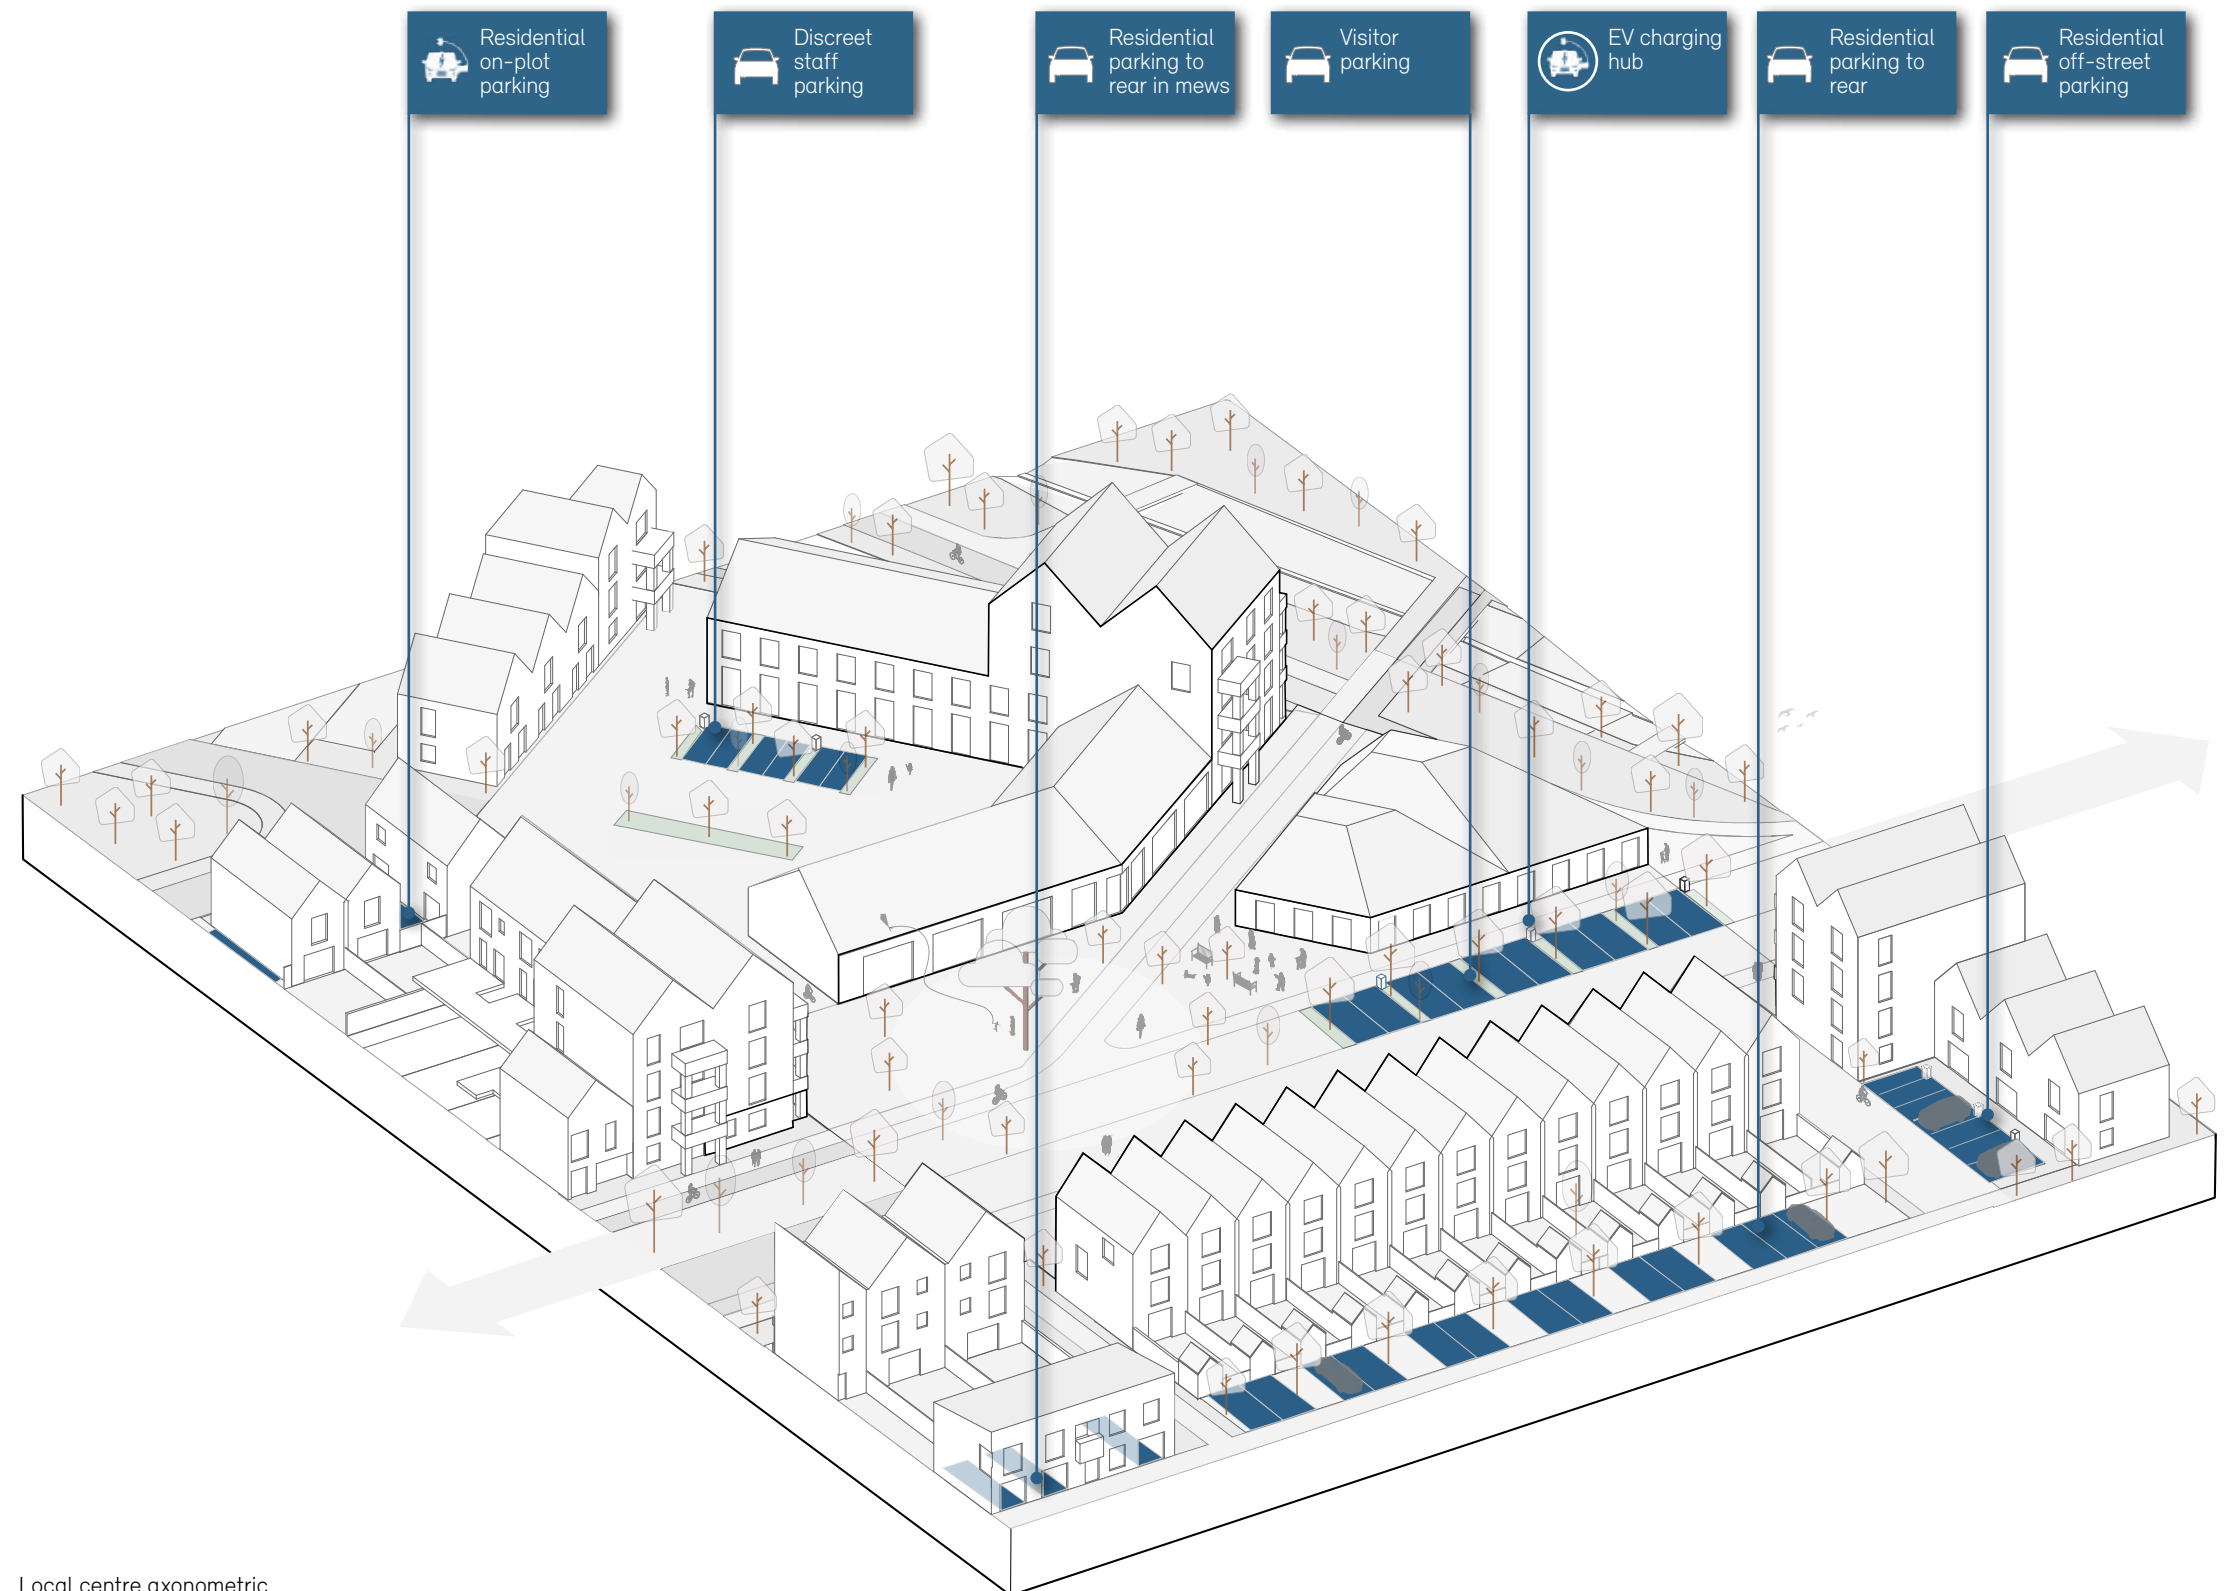 Residential
on-plot
parking
Discreet
staff
parking
Residential
parking to
rear in mews
Visitor
parking
EV charging
hub
Residential
parking to
rear
Residential
off-street
parking
Local centre axonometric